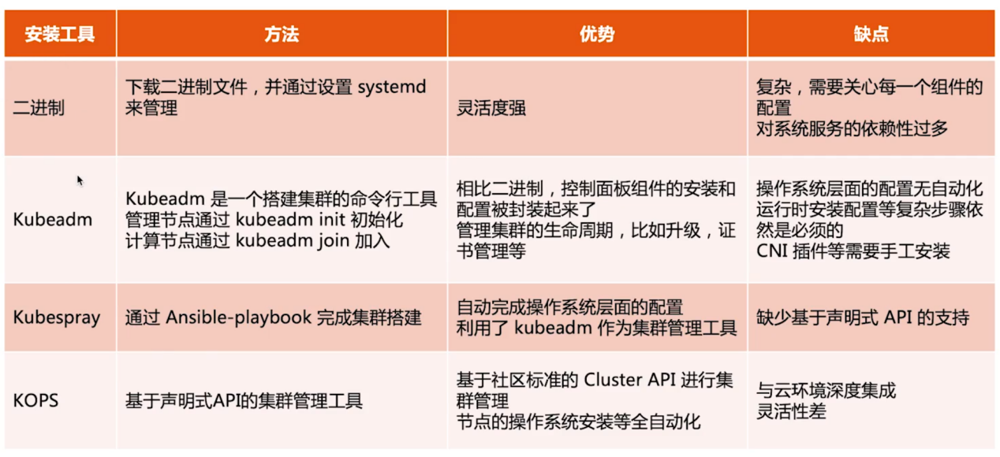 安装工具
方法
优势
缺点
二进制
下载二进制文件，并通过设置 systemd
来管理
灵活度强
复杂，需要关心每一个组件的
配置
对系统服务的依赖性过多
Kubeadm
Kubeadm 是一个搭建集群的命令行工具
管理节点通过 kubeadm init 初始化
计算节点通过 kubeadm join 加入
相比二进制，控制面板组件的安装和
配置被封装起来了
管理集群的生命周期，比如升级，证
书管理等
操作系统层面的配置无自动化
运行时安装配置等复杂步骤依
然是必须的
CNI 插件等需要手工安装
Kubespray
通过 Ansible-playbook 完成集群搭建
自动完成操作系统层面的配置
利用了 kubeadm 作为集群管理工具
缺少基于声明式 API 的支持
KOPS
基于声明式API的集群管理工具
基于社区标准的 Cluster API 进行集
群管理
节点的操作系统安装等全自动化
与云环境深度集成
灵活性差